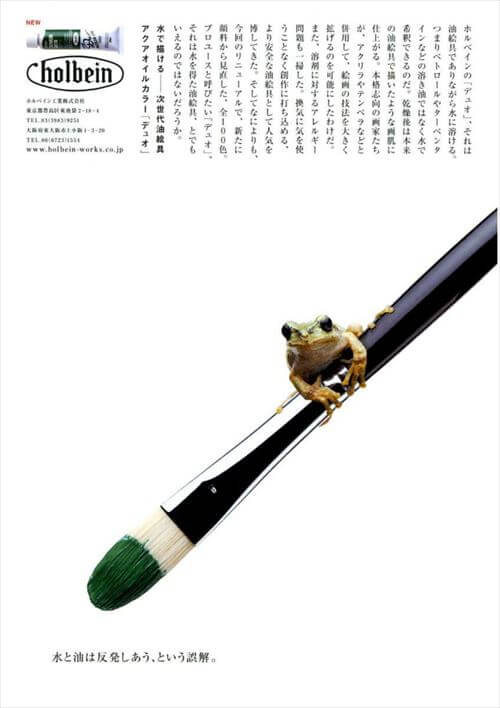 NEW
holbein
ホルベイン工業株式会社
東京都豊島区東池袋2-18-4
TEL.03(3983)9251
大阪府東大阪市上小阪1-3-20
TEL.06(6723)1554
www.holbein-works.co.jp
ホルベインの「デュオ」、それは
油絵具でありながら水に溶ける。
つまりペトロールやターペンタ
インなどの溶き油ではなく水で
希釈できるのだ。乾燥後は本来
の油絵具で描いたような画肌に
仕上がる。本格志向の画家たち
が、アクリルやテンペラなどと
併用して、絵画の技法を大きく
拡げるのを可能にしたわけだ。
また、溶剤に対するアレルギー
問題も一掃した。換気に気を使
うことなく創作に打ち込める、
より安全な油絵具として人気を
博してきた。そしてなによりも、
今回のリニューアルで、新たに
顔料から見直した、全100色。
プロユースと呼びたい「デュオ」、
それは水を得た油絵具、とでも
いえるのではないだろうか。
水で描ける──次世代油絵具
アクアオイルカラー「デュオ」
水と油は反発しあう、という誤解。